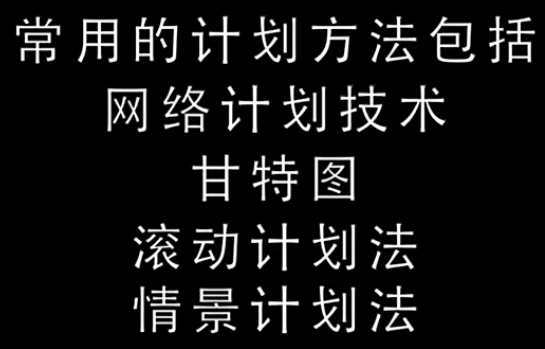 常用的计划方法包括
网络计划技术
甘特图
滚动计划法
情景计划法